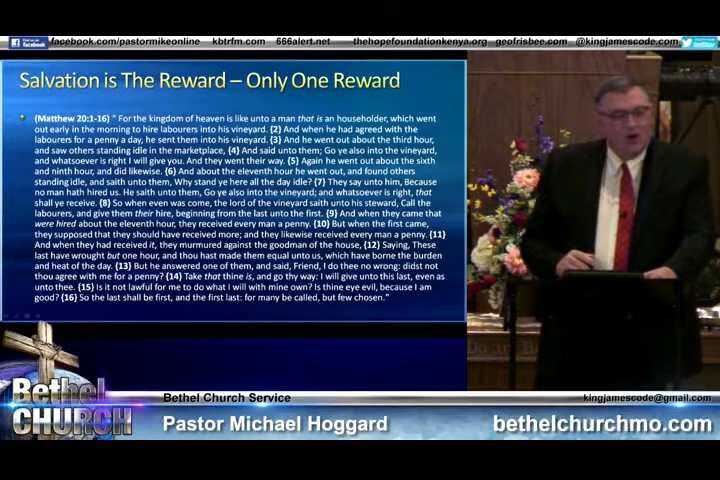 Find us on facebook facebook.com/pastormikeonline kbtrfm.com 666alert.net thehopefoundationkenya.org geofrisbee.com @kingjamescode.com
Salvation is The Reward – Only One Reward
(Matthew 20:1-16) " For the kingdom of heaven is like unto a man that is an householder, which went
out early in the morning to hire labourers into his vineyard. {2} And when he had agreed with the
labourers for a penny a day, he sent them into his vineyard. {3} And he went out about the third hour,
and saw others standing idle in the marketplace, {4} And said unto them; Go ye also into the vineyard,
and whatsoever is right I will give you. And they went their way. {5} Again he went out about the sixth
and ninth hour, and did likewise. {6} And about the eleventh hour he went out, and found others
standing idle, and saith unto them, Why stand ye here all the day idle? {7} They say unto him, Because
no man hath hired us. He saith unto them, Go ye also into the vineyard; and whatsoever is right, that
shall ye receive. {8} So when even was come, the lord of the vineyard saith unto his steward, Call the
labourers, and give them their hire, beginning from the last unto the first. {9} And when they came that
were hired about the eleventh hour, they received every man a penny. {10} But when the first came,
they supposed that they should have received more; and they likewise received every man a penny. {11}
And when they had received it, they murmured against the goodman of the house, {12} Saying, These
last have wrought but one hour, and thou hast made them equal unto us, which have borne the burden
and heat of the day. {13} But he answered one of them, and said, Friend, I do thee no wrong: didst not
thou agree with me for a penny? {14} Take that thine is, and go thy way: I will give unto this last, even as
unto thee. {15} Is it not lawful for me to do what I will with mine own? Is thine eye evil, because I am
good? {16} So the last shall be first, and the first last: for many be called, but few chosen."
Bethel
CHURCH
Bethel Church Service
kingjamescode@gmail.com
Pastor Michael Hoggard
bethelchurchmo.com